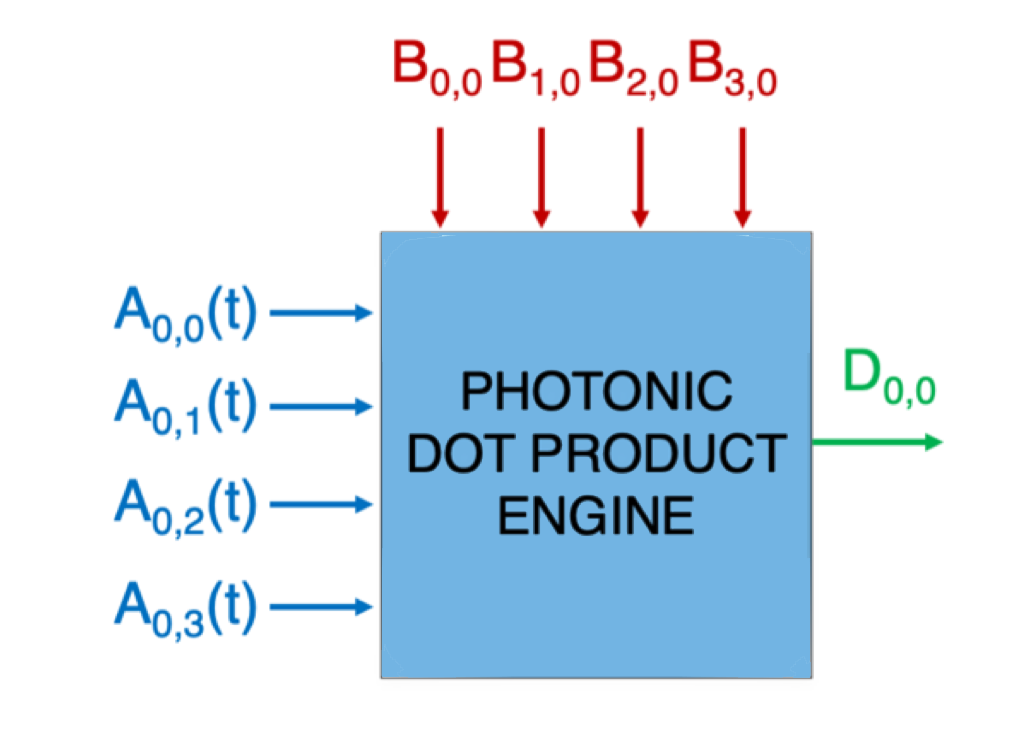 B0,0 B1,0 B2,0 B3,0
A0,0(t)
A0,1(t)
A0,2(t)
A0,3(t)
PHOTONIC
DOT PRODUCT
ENGINE
D0,0